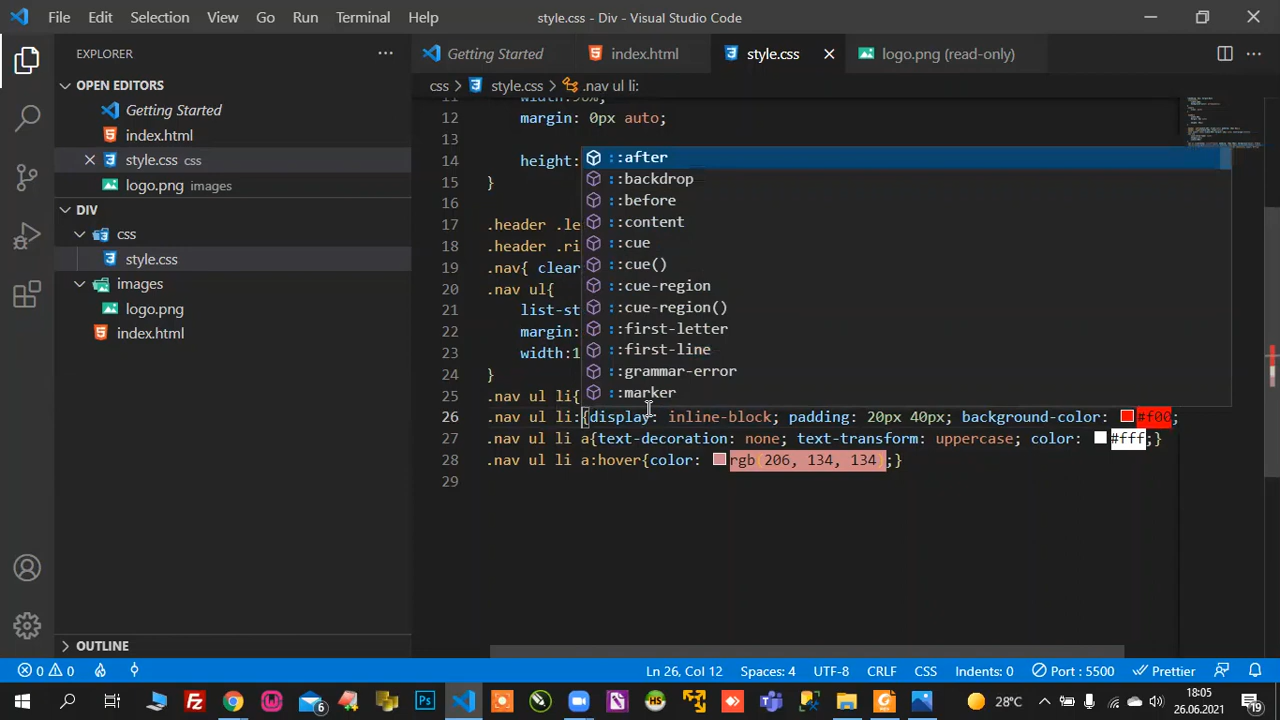 File Edit Selection View Go Run Terminal Help style.css - Div - Visual Studio Code
EXPLORER
OPEN EDITORS
Getting Started
index.html
style.css css
logo.png images
DIV
css
style.css
images
logo.png
index.html
OUTLINE
Getting Started index.html style.css logo.png (read-only)
css style.css .nav ul li:
11
12 margin: 0px auto;
13
14 height:
15 }
16
17 .header .le
18 .header .ri
19 .nav{ clear
20 .nav ul{
21 list-st
22 margin:
23 width:1
24 }
25 .nav ul li{
26 .nav ul li:{display: inline-block; padding: 20px 40px; background-color: #f00;
27 .nav ul li a{text-decoration: none; text-transform: uppercase; color: #fff;}
28 .nav ul li a:hover{color: rgb(206, 134, 134);}
29
::after
::backdrop
::before
::content
::cue
::cue()
::cue-region
::cue-region()
::first-letter
::first-line
::grammar-error
::marker
0 0 Ln 26, Col 12 Spaces: 4 UTF-8 CRLF CSS Indents: 0 Port : 5500 Prettier
6 28°C 18:05
26.06.2021 19